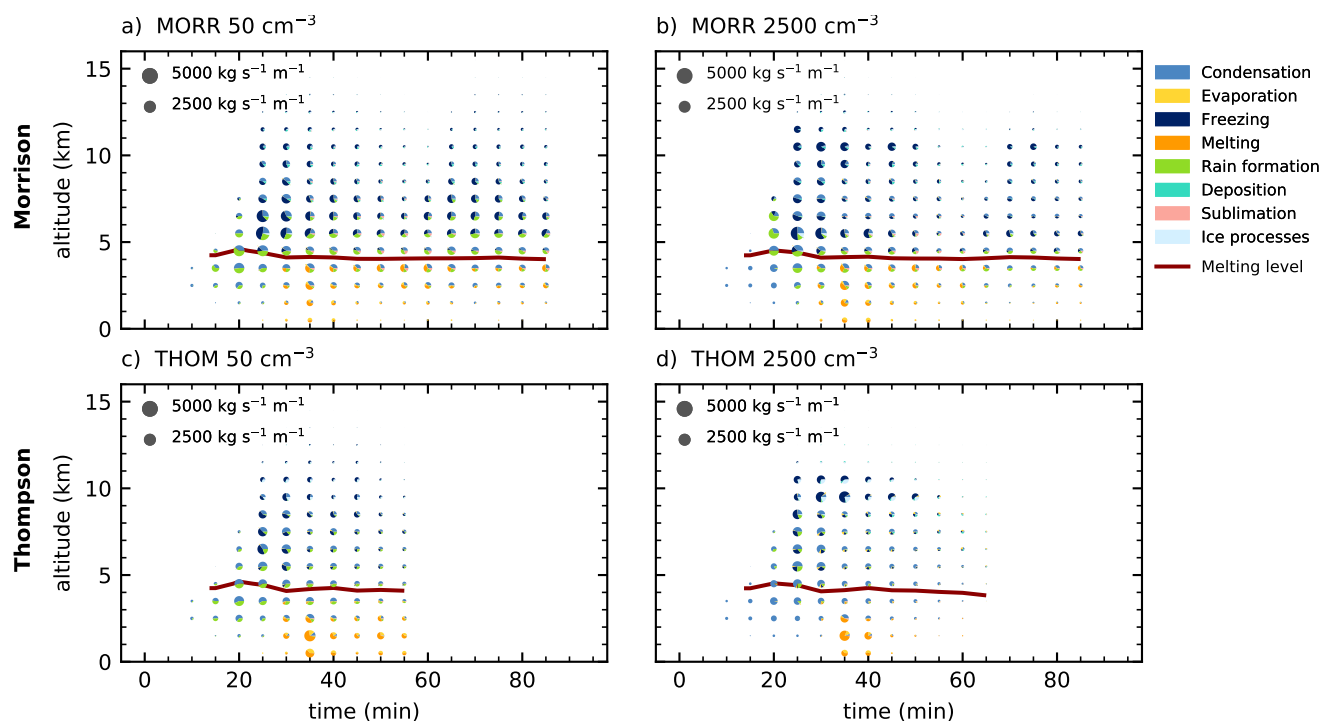 a) MORR 50 cm⁻³
b) MORR 2500 cm⁻³
15
10
5
0
5000 kg s⁻¹ m⁻¹
2500 kg s⁻¹ m⁻¹
5000 kg s⁻¹ m⁻¹
2500 kg s⁻¹ m⁻¹
Morrison
altitude (km)
Condensation
Evaporation
Freezing
Melting
Rain formation
Deposition
Sublimation
Ice processes
Melting level
c) THOM 50 cm⁻³
d) THOM 2500 cm⁻³
15
10
5
0
5000 kg s⁻¹ m⁻¹
2500 kg s⁻¹ m⁻¹
5000 kg s⁻¹ m⁻¹
2500 kg s⁻¹ m⁻¹
Thompson
altitude (km)
0 20 40 60 80
0 20 40 60 80
time (min)
time (min)